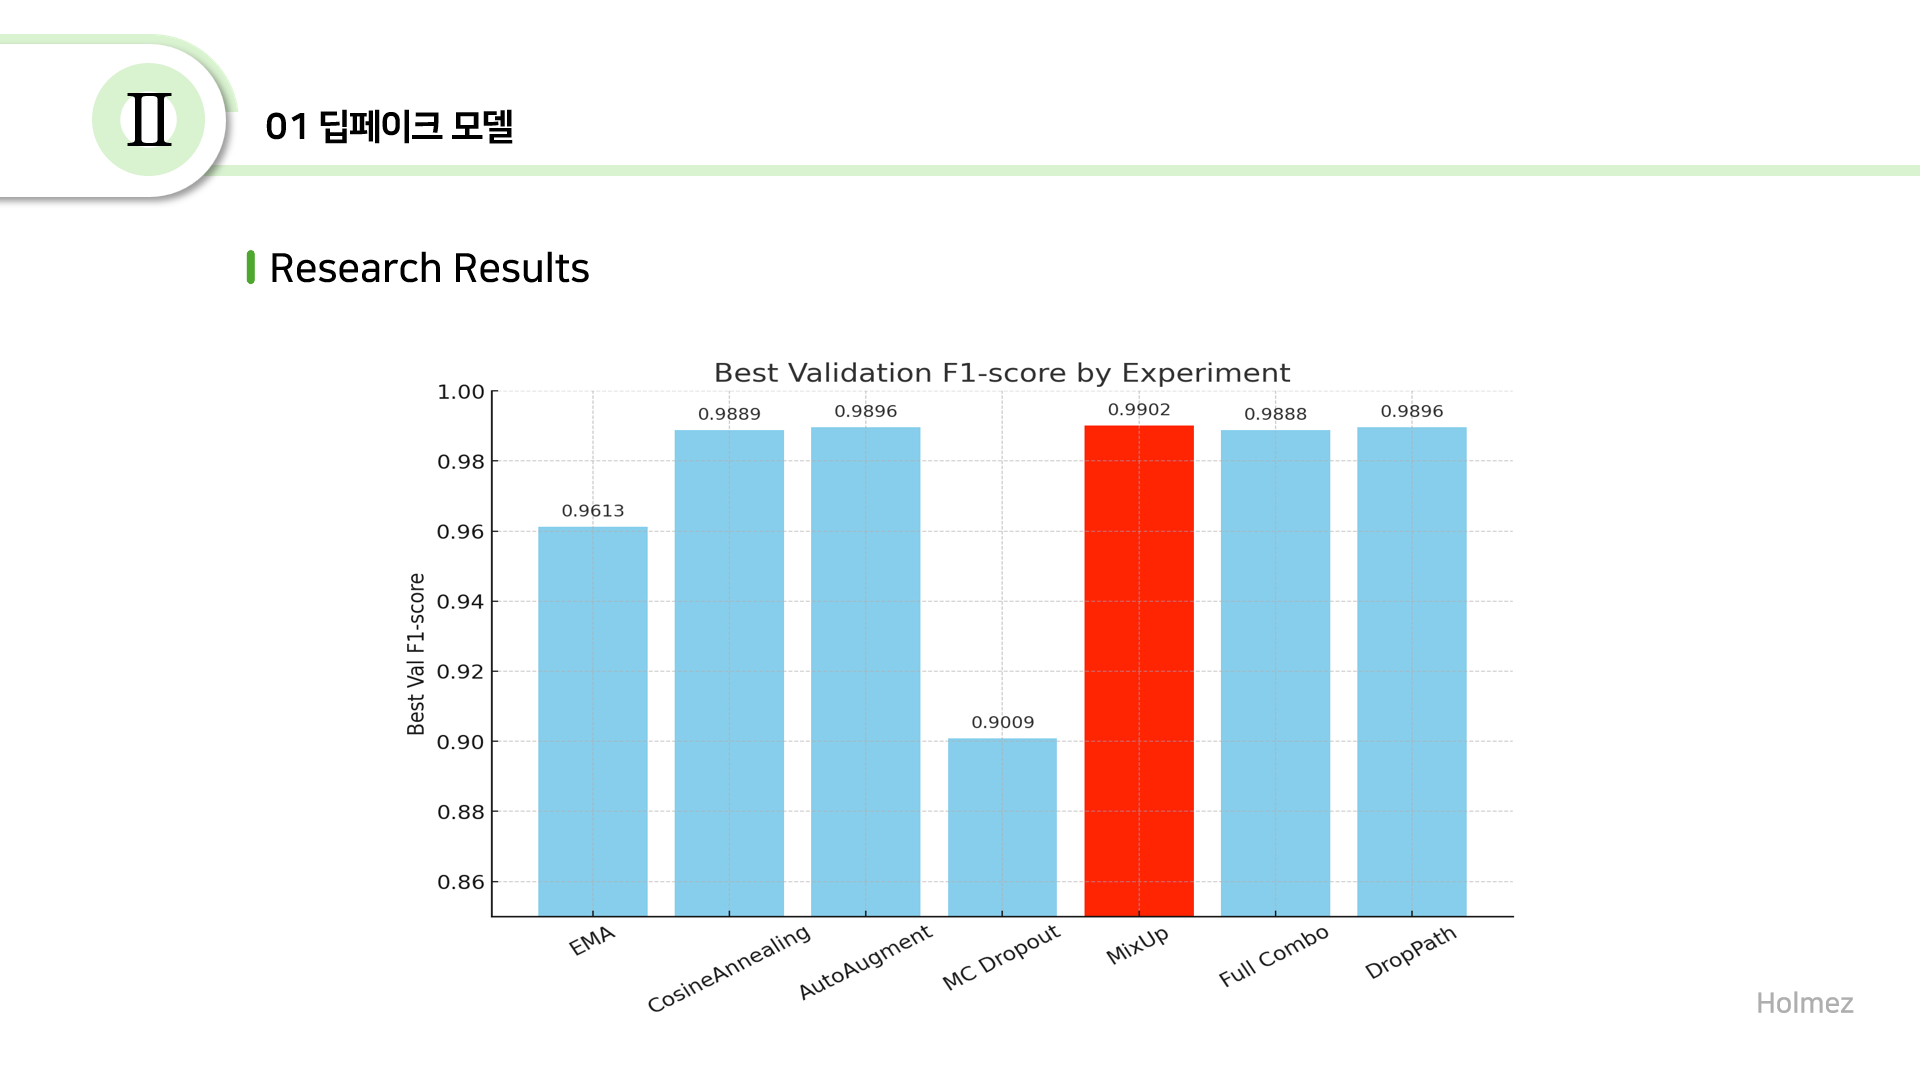 Ⅱ
01 딥페이크 모델
Research Results
Best Validation F1-score by Experiment
Best Val F1-score
1.00
0.98
0.96
0.94
0.92
0.90
0.88
0.86
0.9613
0.9889
0.9896
0.9009
0.9902
0.9888
0.9896
EMA
CosineAnnealing
AutoAugment
MC Dropout
MixUp
Full Combo
DropPath
Holmez